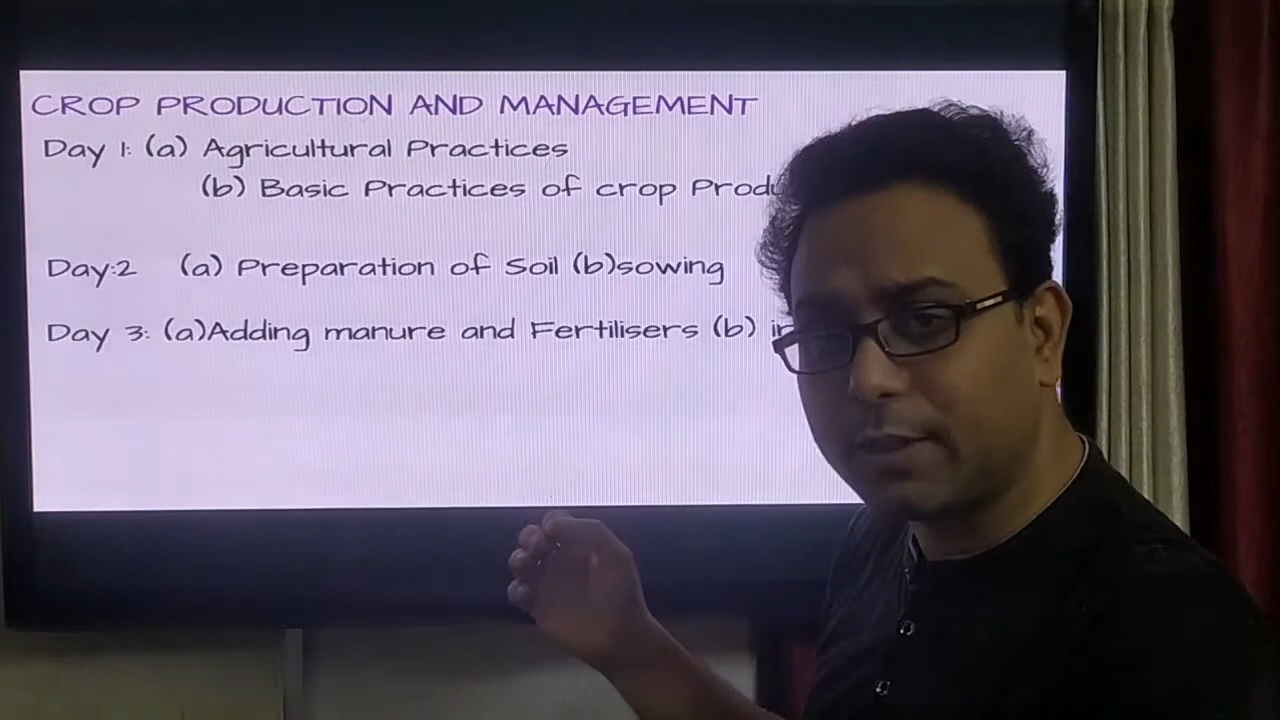 CROP PRODUCTION AND MANAGEMENT
Day 1: (a) Agricultural Practices
(b) Basic Practices of crop
Day:2 (a) Preparation of Soil (b)sowing
Day 3: (a)Adding manure and Fertilisers (b)